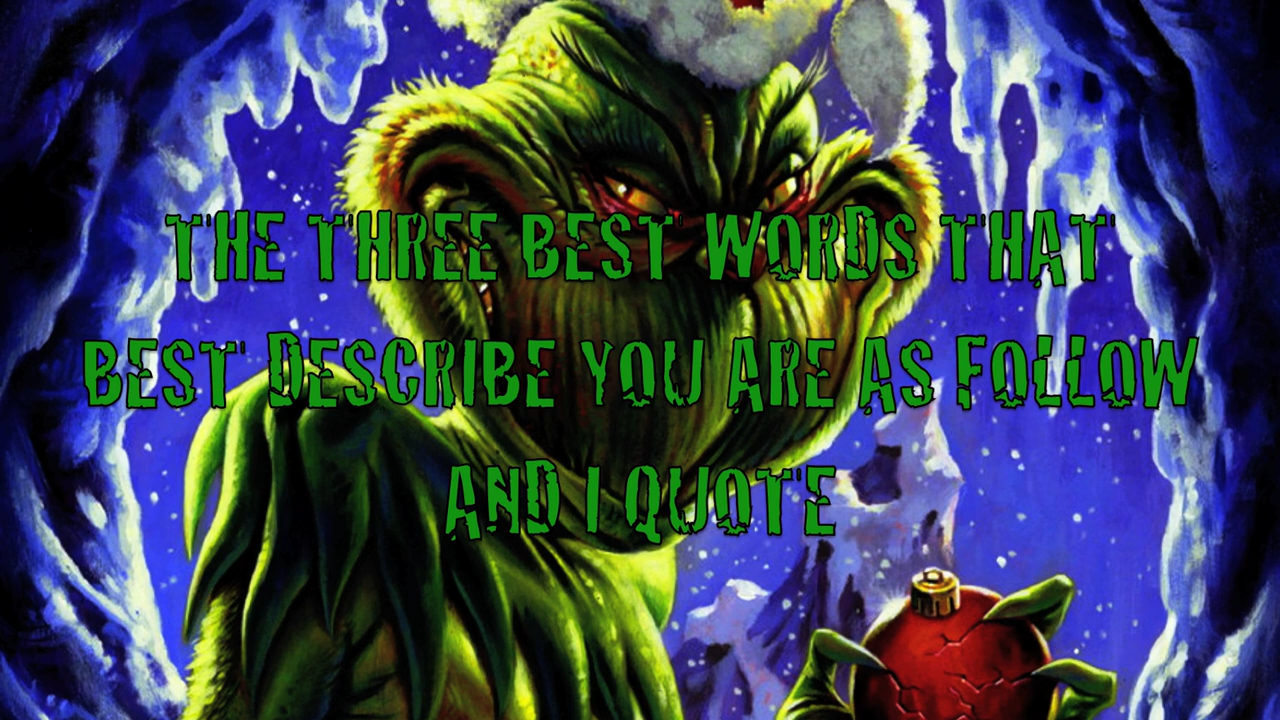 THE THREE BEST WORDS THAT
BEST DESCRIBE YOU ARE AS FOLLOW
AND I QUOTE